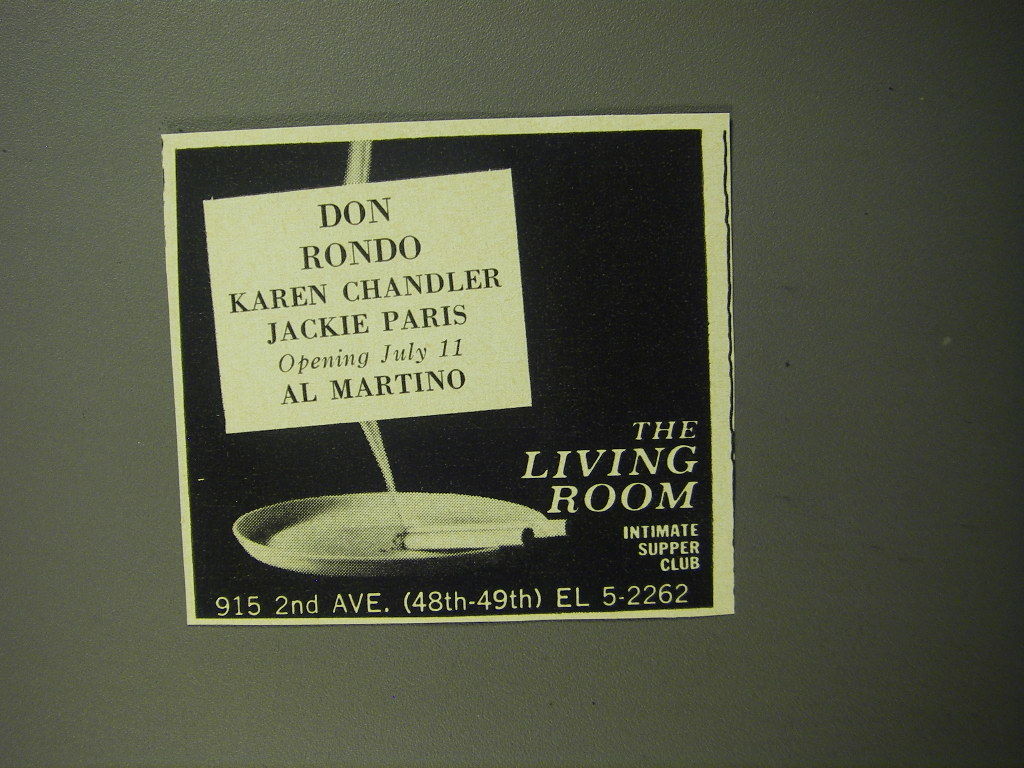 DON
RONDO
KAREN CHANDLER
JACKIE PARIS
Opening July 11
AL MARTINO
THE
LIVING
ROOM
INTIMATE
SUPPER
CLUB
915 2nd AVE. (48th-49th) EL 5-2262